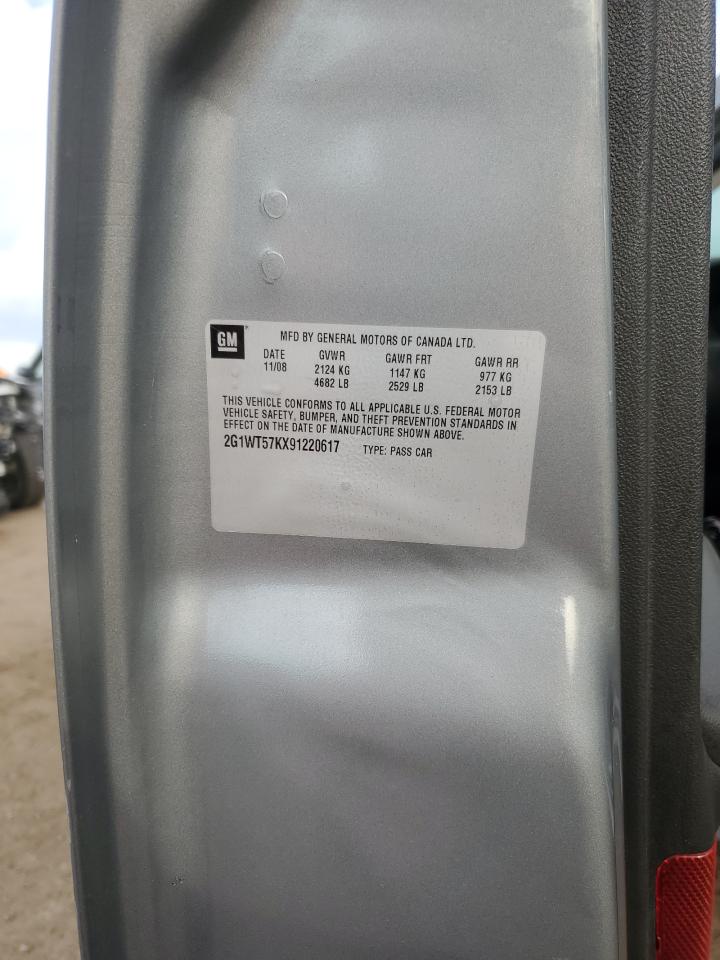 GM
MFD BY GENERAL MOTORS OF CANADA LTD.
DATE GVWR GAWR FRT GAWR RR
11/08 2124 KG 1147 KG 977 KG
4682 LB 2529 LB 2153 LB
THIS VEHICLE CONFORMS TO ALL APPLICABLE U.S. FEDERAL MOTOR
VEHICLE SAFETY, BUMPER, AND THEFT PREVENTION STANDARDS IN
EFFECT ON THE DATE OF MANUFACTURE SHOWN ABOVE.
2G1WT57KX91220617 TYPE: PASS CAR